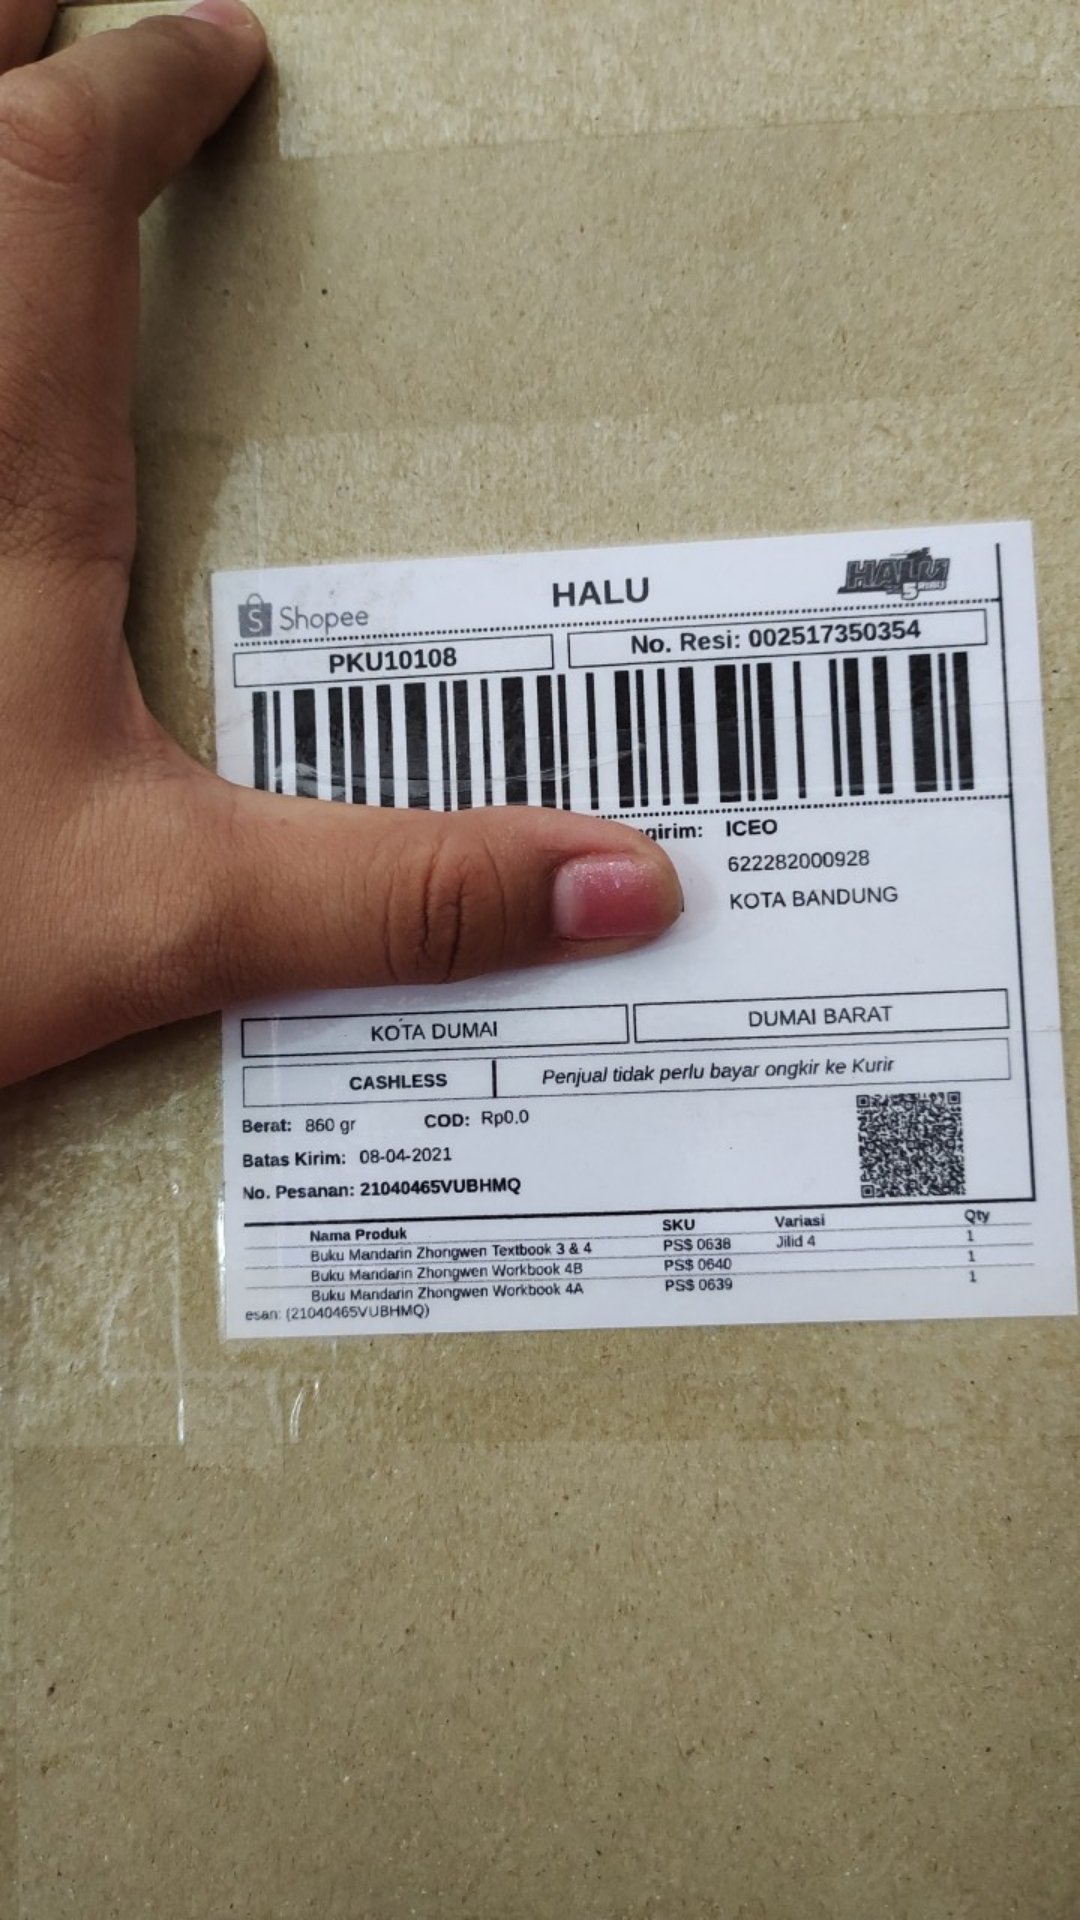 HALU
HALU
5
Shopee
PKU10108
No. Resi: 002517350354
ICEO
622282000928
KOTA BANDUNG
KOTA DUMAI
DUMAI BARAT
CASHLESS
Penjual tidak perlu bayar ongkir ke Kurir
Berat: 860 gr COD: Rp0.0
Batas Kirim: 08-04-2021
No. Pesanan: 21040465VUBHMQ
Nama Produk SKU Variasi Qty
Buku Mandarin Zhongwen Textbook 3 & 4 PS$ 0638 Jilid 4 1
Buku Mandarin Zhongwen Workbook 4B PS$ 0640 1
Buku Mandarin Zhongwen Workbook 4A PS$ 0639 1
esan: (21040465VUBHMQ)